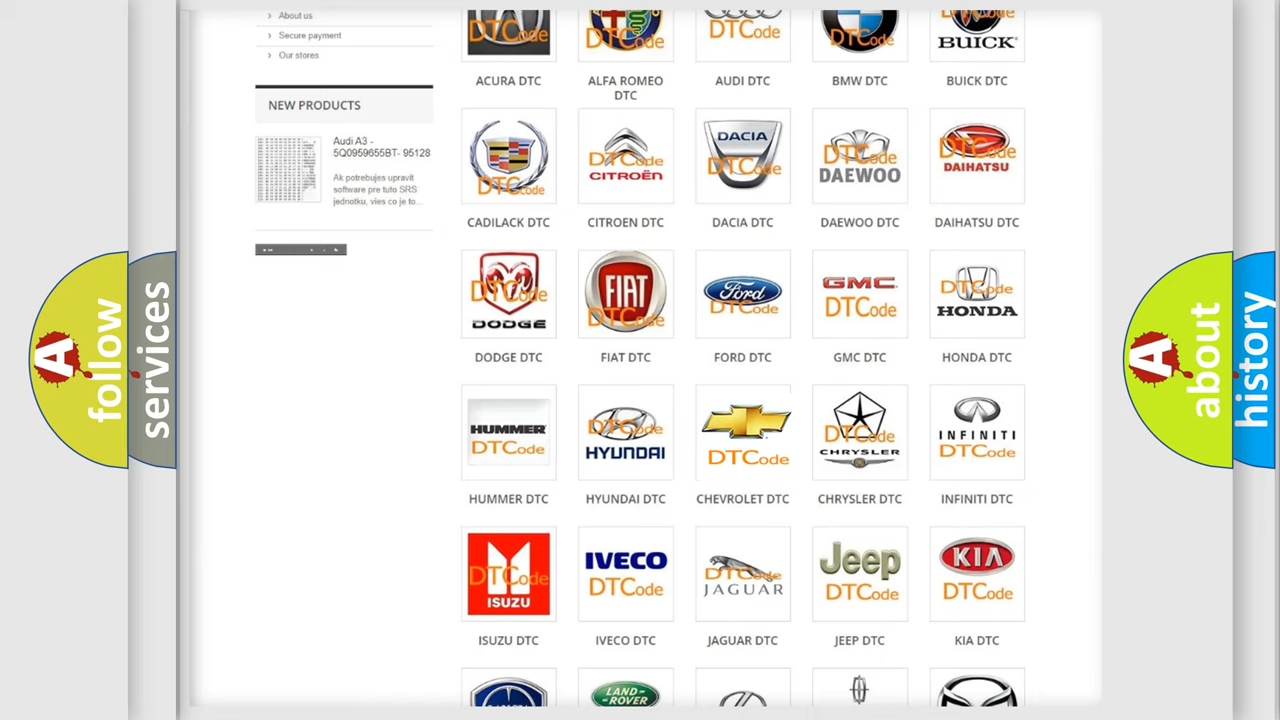 About us
Secure payment
Our stores
NEW PRODUCTS
Audi A3 -
5Q0959655BT- 95128
Ak potrebujes upravit
software pre tuto SRS
jednotku, vies co je to...
DTCode
DTCode
DTCode
DTCode
BUICK
ACURA DTC
ALFA ROMEO
DTC
AUDI DTC
BMW DTC
BUICK DTC
DTCode
DTCode
CITROËN
DACIA
DTCode
DTCode
DAEWOO
DTCode
DAIHATSU
CADILACK DTC
CITROEN DTC
DACIA DTC
DAEWOO DTC
DAIHATSU DTC
DTCode
DODGE
FIAT
DTCode
Ford
DTCode
GMC
DTCode
DTCode
HONDA
DODGE DTC
FIAT DTC
FORD DTC
GMC DTC
HONDA DTC
HUMMER
DTCode
DTCode
HYUNDAI
DTCode
DTCode
CHRYSLER
INFINITI
DTCode
HUMMER DTC
HYUNDAI DTC
CHEVROLET DTC
CHRYSLER DTC
INFINITI DTC
DTCode
ISUZU
IVECO
DTCode
DTCode
JAGUAR
Jeep
DTCode
KIA
DTCode
ISUZU DTC
IVECO DTC
JAGUAR DTC
JEEP DTC
KIA DTC
LAND-
ROVER
A follow
services
A about
history